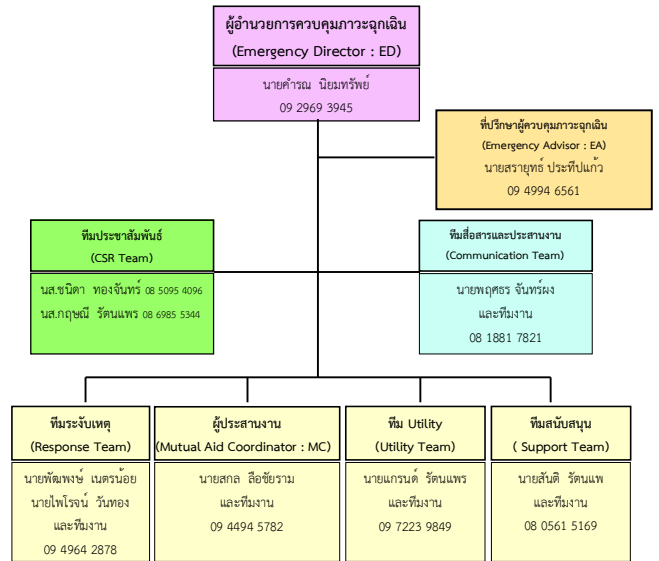 ผู้อำนวยการควบคุมภาวะฉุกเฉิน
(Emergency Director : ED)
นายคำรณ นิยมทรัพย์
09 2969 3945
ที่ปรึกษาผู้ควบคุมภาวะฉุกเฉิน
(Emergency Advisor : EA)
นายสรายุทธ์ ประทีปแก้ว
09 4994 6561
ทีมประชาสัมพันธ์
(CSR Team)
นส.ชนิดา ทองจันทร์ 08 5095 4096
นส.กฤษณี รัตนแพร 08 6985 5344
ทีมสื่อสารและประสานงาน
(Communication Team)
นายพฤศธร จันทร์ผง
และทีมงาน
08 1881 7821
ทีมระงับเหตุ
(Response Team)
นายพัฒพงษ์ เนตรน้อย
นายไพโรจน์ วันทอง
และทีมงาน
09 4964 2878
ผู้ประสานงาน
(Mutual Aid Coordinator : MC)
นายสกล ลือชัยราม
และทีมงาน
09 4494 5782
ทีม Utility
(Utility Team)
นายแกรนด์ รัตนแพร
และทีมงาน
09 7223 9849
ทีมสนับสนุน
( Support Team)
นายสันติ รัตนแพ
และทีมงาน
08 0561 5169